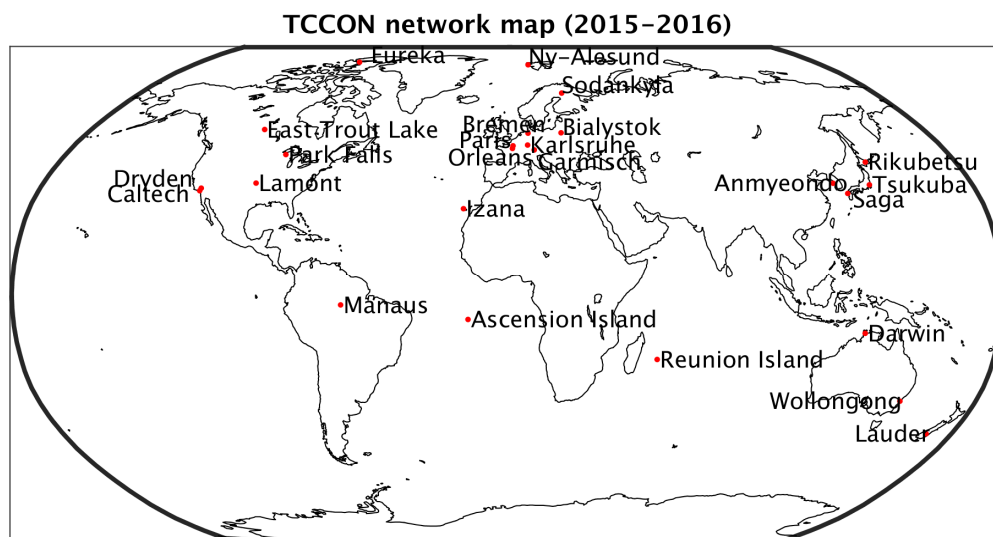 TCCON network map (2015-2016)
Eureka
Ny-Alesund
Sodankyla
East Trout Lake
Bremen
Bialystok
Paris
Karlsruhe
Park Falls
Orleans
Garmisch
Rikubetsu
Dryden
Lamont
Anmyeondo
Tsukuba
Caltech
Saga
Izana
Manaus
Ascension Island
Darwin
Reunion Island
Wollongong
Lauder